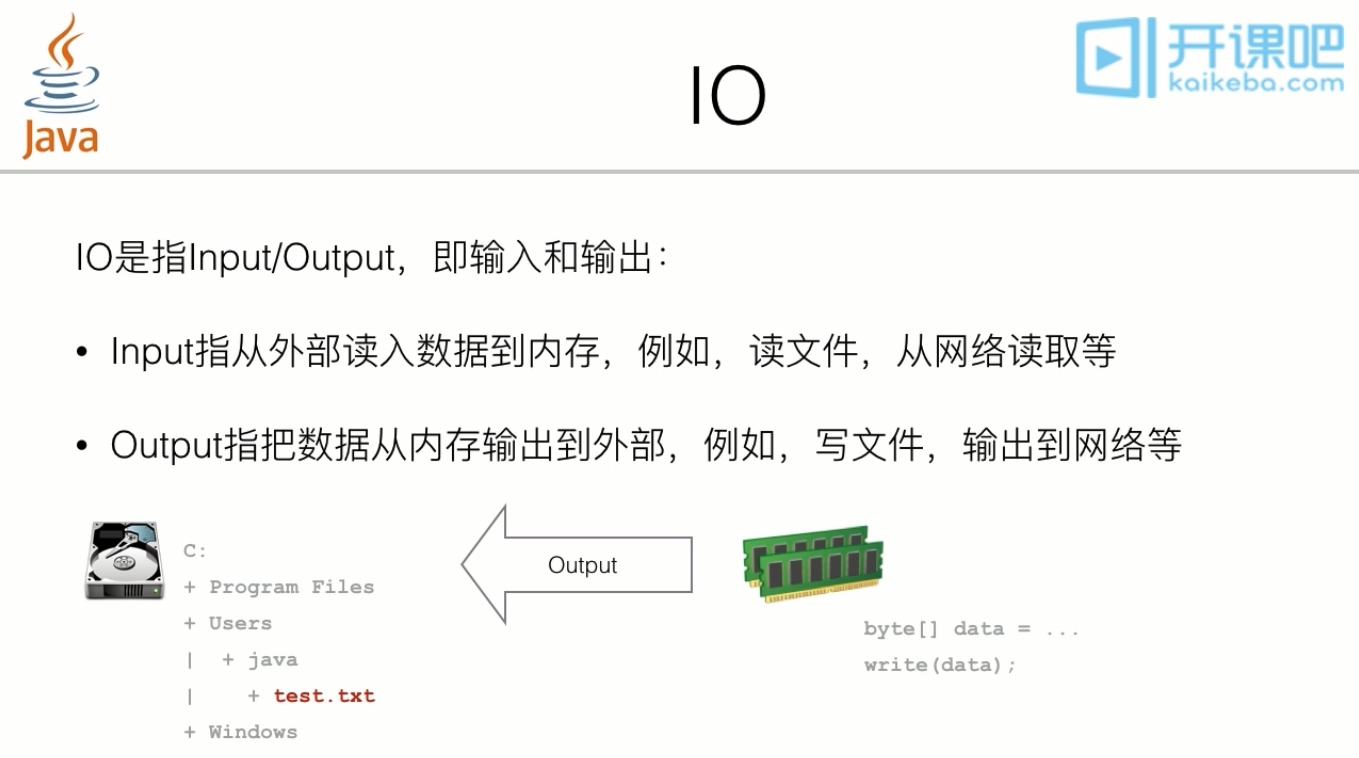 Java
IO
开课吧
kaikeba.com
IO是指Input/Output，即输入和输出：
• Input指从外部读入数据到内存，例如，读文件，从网络读取等
• Output指把数据从内存输出到外部，例如，写文件，输出到网络等
C:
+ Program Files
+ Users
|  + java
|    + test.txt
+ Windows
Output
byte[] data = ...
write(data);